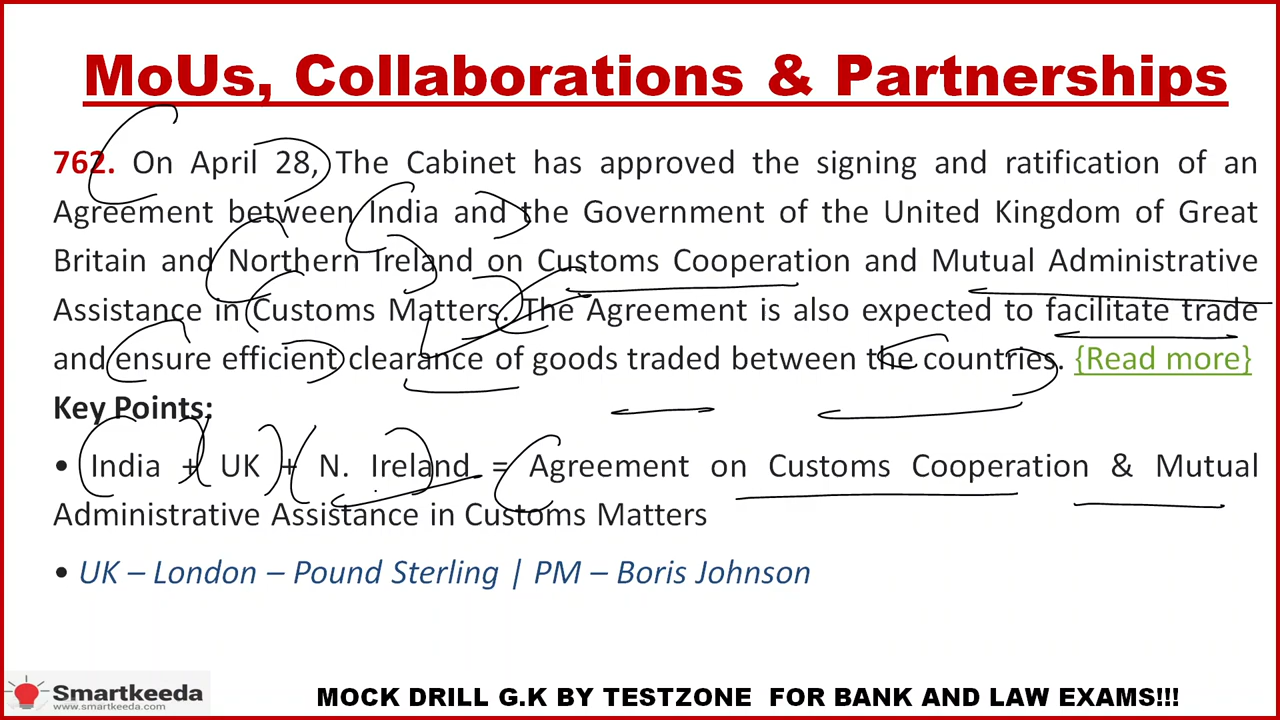 MoUs, Collaborations & Partnerships
762. On April 28, The Cabinet has approved the signing and ratification of an
Agreement between India and the Government of the United Kingdom of Great
Britain and Northern Ireland on Customs Cooperation and Mutual Administrative
Assistance in Customs Matters. The Agreement is also expected to facilitate trade
and ensure efficient clearance of goods traded between the countries. {Read more}
Key Points:
• India + UK + N. Ireland = Agreement on Customs Cooperation & Mutual
Administrative Assistance in Customs Matters
• UK – London – Pound Sterling | PM – Boris Johnson
Smartkeeda
www.smartkeeda.com
MOCK DRILL G.K BY TESTZONE FOR BANK AND LAW EXAMS!!!